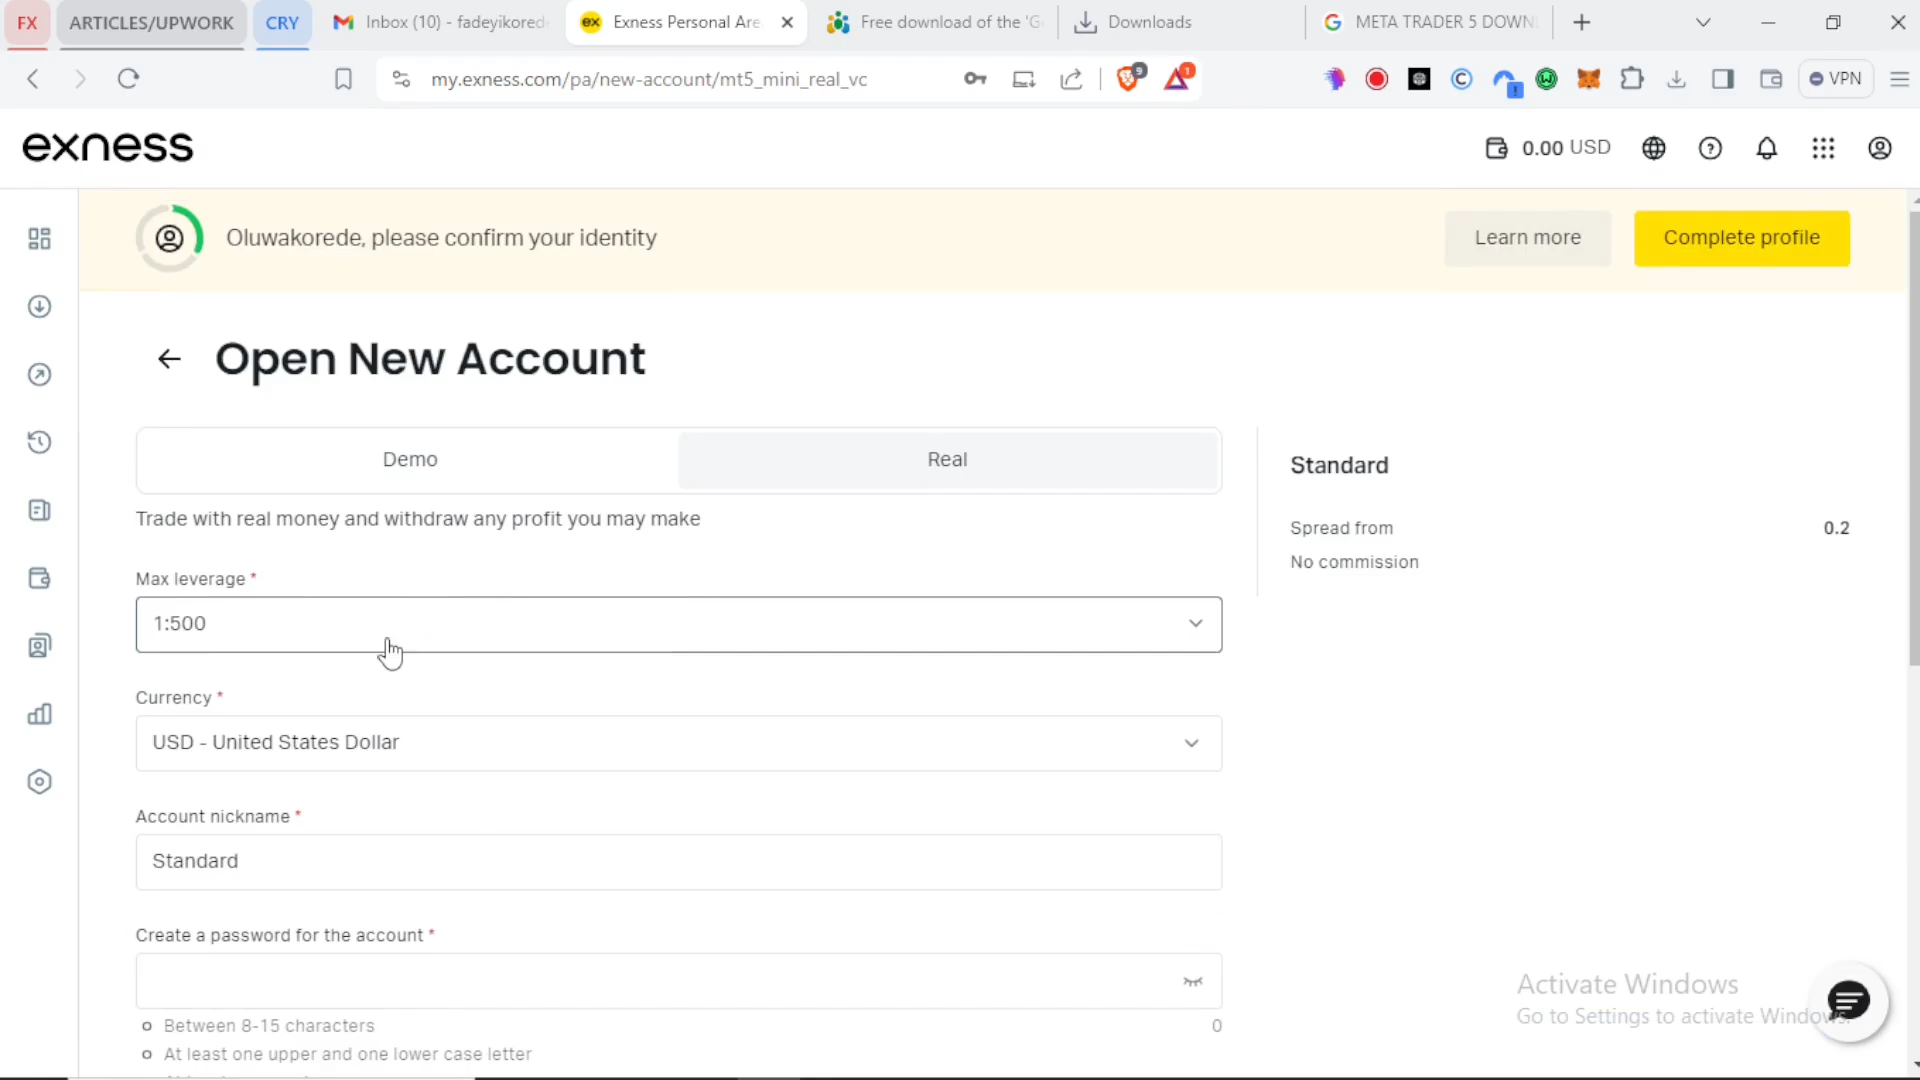 FX
ARTICLES/UPWORK
CRY
Inbox (10) - fadeyikored
Exness Personal Are
Free download of the 'G
Downloads
META TRADER 5 DOWN
my.exness.com/pa/new-account/mt5_mini_real_vc
9
1
VPN
exness
0.00 USD
Oluwakorede, please confirm your identity
Learn more
Complete profile
Open New Account
Demo
Real
Trade with real money and withdraw any profit you may make
Standard
Spread from
0.2
No commission
Max leverage *
1:500
Currency *
USD - United States Dollar
Account nickname *
Standard
Create a password for the account *
Between 8-15 characters
0
At least one upper and one lower case letter
Activate Windows
Go to Settings to activate Windows.